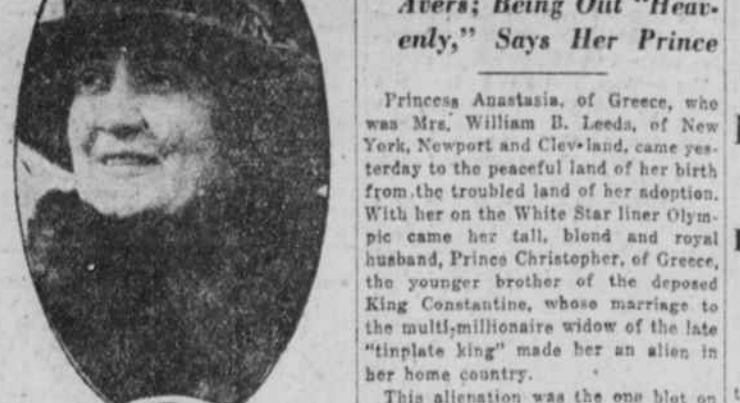 Avers; Being Out "Heav-
enly," Says Her Prince
Princess Anastasia, of Greece, who
was Mrs. William B. Leeds, of New
York, Newport and Cleveland, came yes-
terday to the peaceful land of her birth
from the troubled land of her adoption.
With her on the White Star liner Olym-
pic came her tall, blond and royal
husband, Prince Christopher, of Greece,
the younger brother of the deposed
King Constantine, whose marriage to
the multi-millionaire widow of the late
"tinplate king" made her an alien in
her home country.
This alienation was the one blot on